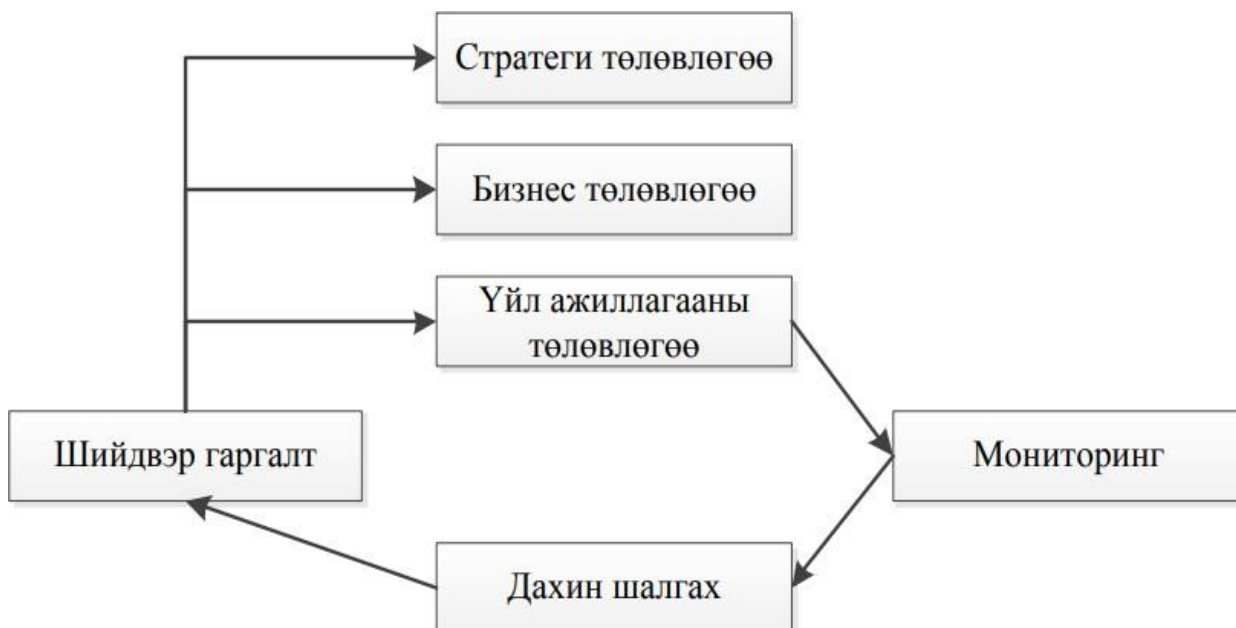 Стратеги төлөвлөгөө
Бизнес төлөвлөгөө
Үйл ажиллагааны
төлөвлөгөө
Шийдвэр гаргалт
Мониторинг
Дахин шалгах